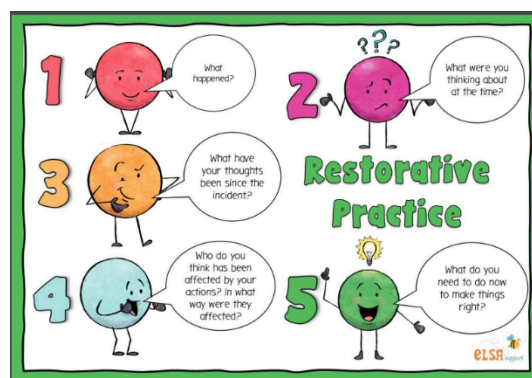 1
What
happened?
???
2
What were you
thinking about
at the time?
3
What have
your thoughts
been since the
incident?
Restorative
Practice
4
Who do you
think has been
affected by your
actions? In what
way were they
affected?
5
What do you
need to do now
to make things
right?
ELSA support